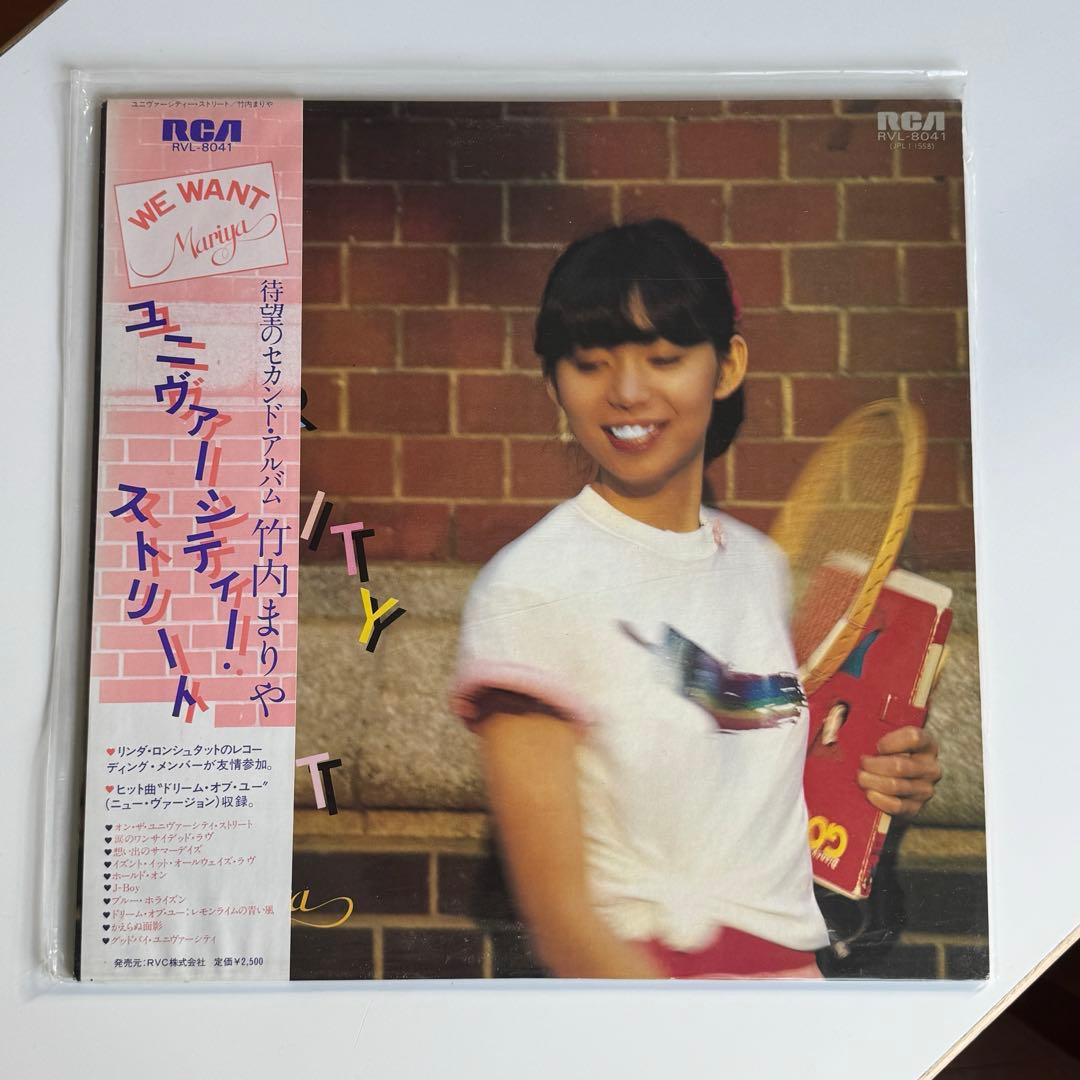 ユニヴァーシティー・ストリート/竹内まりや
RCA
RVL-8041
WE WANT
Mariya
待望のセカンド・アルバム
竹内まりや
ユニヴァーシティー・
ストリート
♥リンダ・ロンシュタットのレコー
ディング・メンバーが友情参加。
♥ヒット曲“ドリーム・オブ・ユー”
(ニュー・ヴァージョン)収録。
♥オン・ザ・ユニヴァーシティ・ストリート
♥涙のワンサイデッド・ラヴ
♥想い出のサマーデイズ
♥イズント・イット・オールウェイズ・ラヴ
♥ホールド・オン
♥J-Boy
♥ブルー・ホライズン
♥ドリーム・オブ・ユー;レモンライムの青い風
♥かえらぬ面影
♥グッドバイ・ユニヴァーシティ
発売元:RVC株式会社 定価¥2,500
RCA
RVL-8041
(JPL1-1558)
R
ITY
T
a